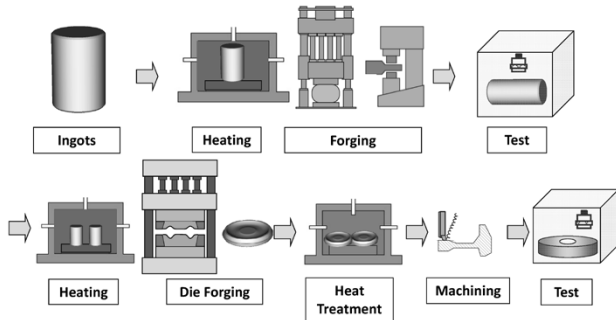 Ingots
Heating
Forging
Test
Heating
Die Forging
Heat
Treatment
Machining
Test